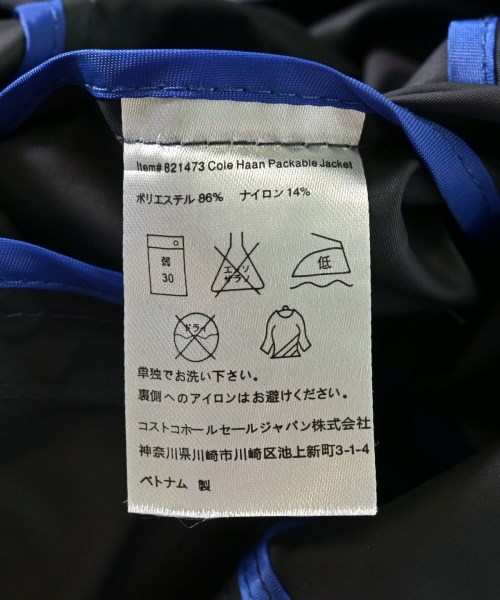 Item# 821473 Cole Haan Packable Jacket
ポリエステル 86%　ナイロン 14%
弱
30
エンソ
サラシ
低
ドライ
単独でお洗い下さい。
裏側へのアイロンはお避けください。
コストコホールセールジャパン株式会社
神奈川県川崎市川崎区池上新町3-1-4
ベトナム 製